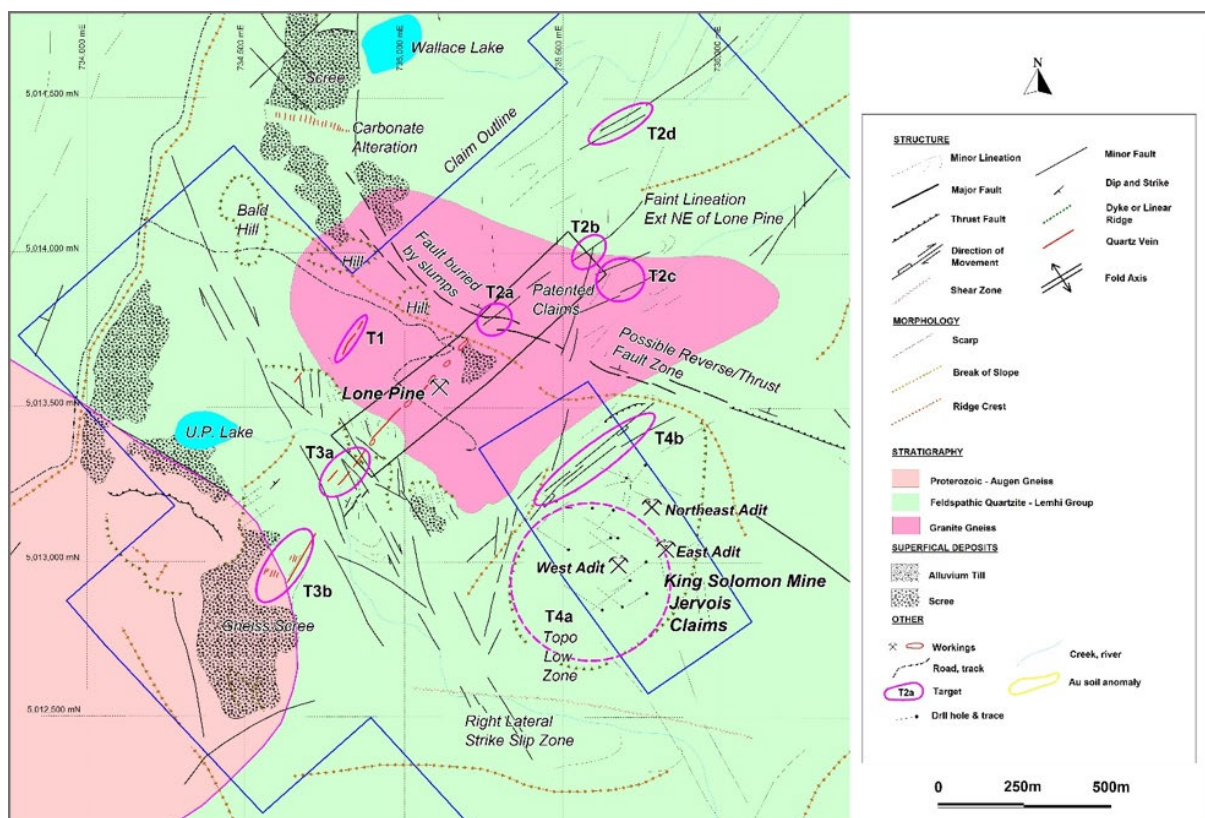 734,000 mE
734,500 mE
735,000 mE
735,500 mE
5,014,500 mN
5,014,000 mN
5,013,500 mN
5,013,000 mN
5,012,500 mN
Wallace Lake
Scree
Carbonate
Alteration
Claim Outline
T2d
Bald
Hill
Hill
Hill
Fault buried
by slumps
Faint Lineation
Ext NE of Lone Pine
T2b
T2c
T2a
Patented
Claims
T1
Lone Pine
Possible Reverse/Thrust
Fault Zone
U.P. Lake
T3a
T4b
Northeast Adit
East Adit
West Adit
King Solomon Mine
Jervois
Claims
T3b
Gneiss Scree
T4a
Topo
Low
Zone
Right Lateral
Strike Slip Zone
N
STRUCTURE
Minor Lineation
Major Fault
Thrust Fault
Direction of
Movement
Shear Zone
Minor Fault
Dip and Strike
Dyke or Linear
Ridge
Quartz Vein
Fold Axis
MORPHOLOGY
Scarp
Break of Slope
Ridge Crest
STRATIGRAPHY
Proterozoic - Augen Gneiss
Feldspathic Quartzite - Lemhi Group
Granite Gneiss
SUPERFICAL DEPOSITS
Alluvium Till
Scree
OTHER
Workings
Road, track
T2a
Target
Drill hole & trace
Creek, river
Au soil anomaly
0
250m
500m